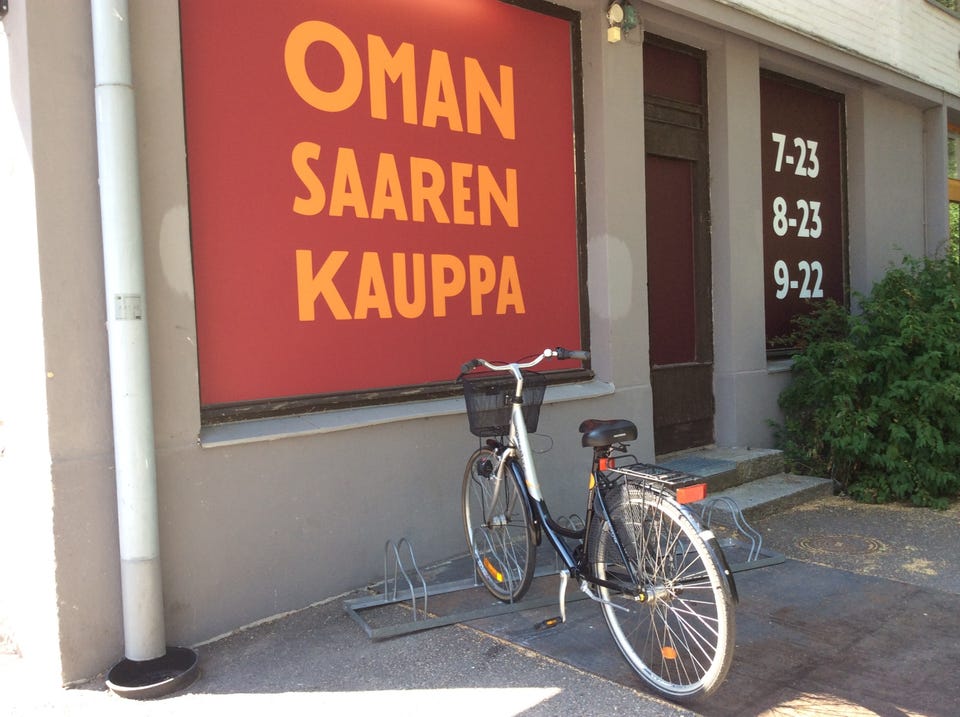 OMAN
SAAREN
KAUPPA
7-23
8-23
9-22